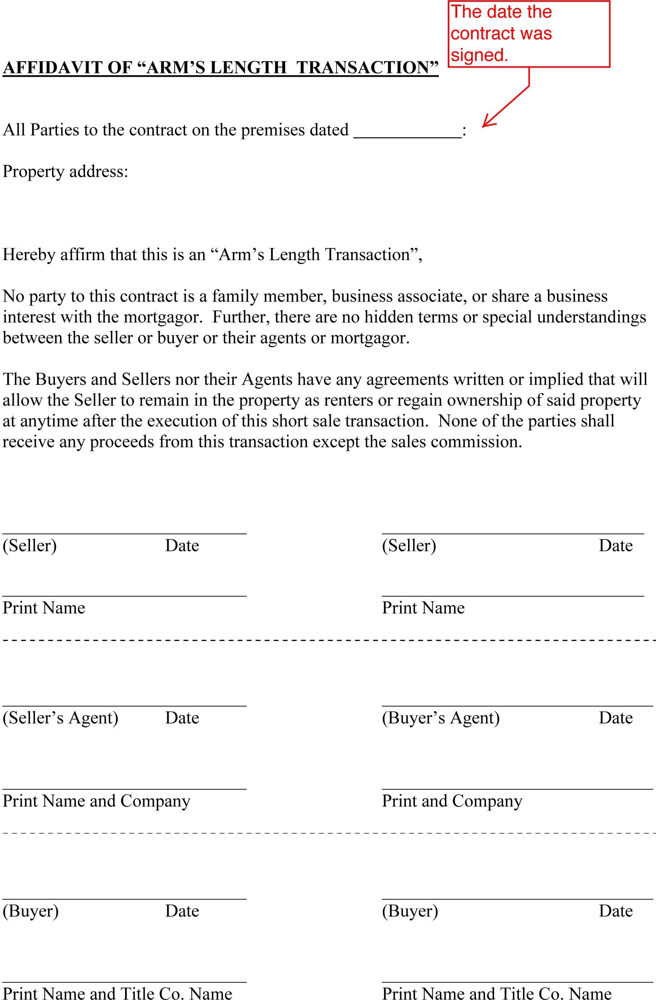 The date the
contract was
signed.
AFFIDAVIT OF “ARM’S LENGTH  TRANSACTION”
All Parties to the contract on the premises dated ____________:
Property address:
Hereby affirm that this is an “Arm’s Length Transaction”,
No party to this contract is a family member, business associate, or share a business
interest with the mortgagor.  Further, there are no hidden terms or special understandings
between the seller or buyer or their agents or mortgagor.
The Buyers and Sellers nor their Agents have any agreements written or implied that will
allow the Seller to remain in the property as renters or regain ownership of said property
at anytime after the execution of this short sale transaction.  None of the parties shall
receive any proceeds from this transaction except the sales commission.
(Seller) Date (Seller) Date
Print Name Print Name
(Seller’s Agent) Date (Buyer’s Agent) Date
Print Name and Company Print and Company
(Buyer) Date (Buyer) Date
Print Name and Title Co. Name Print Name and Title Co. Name